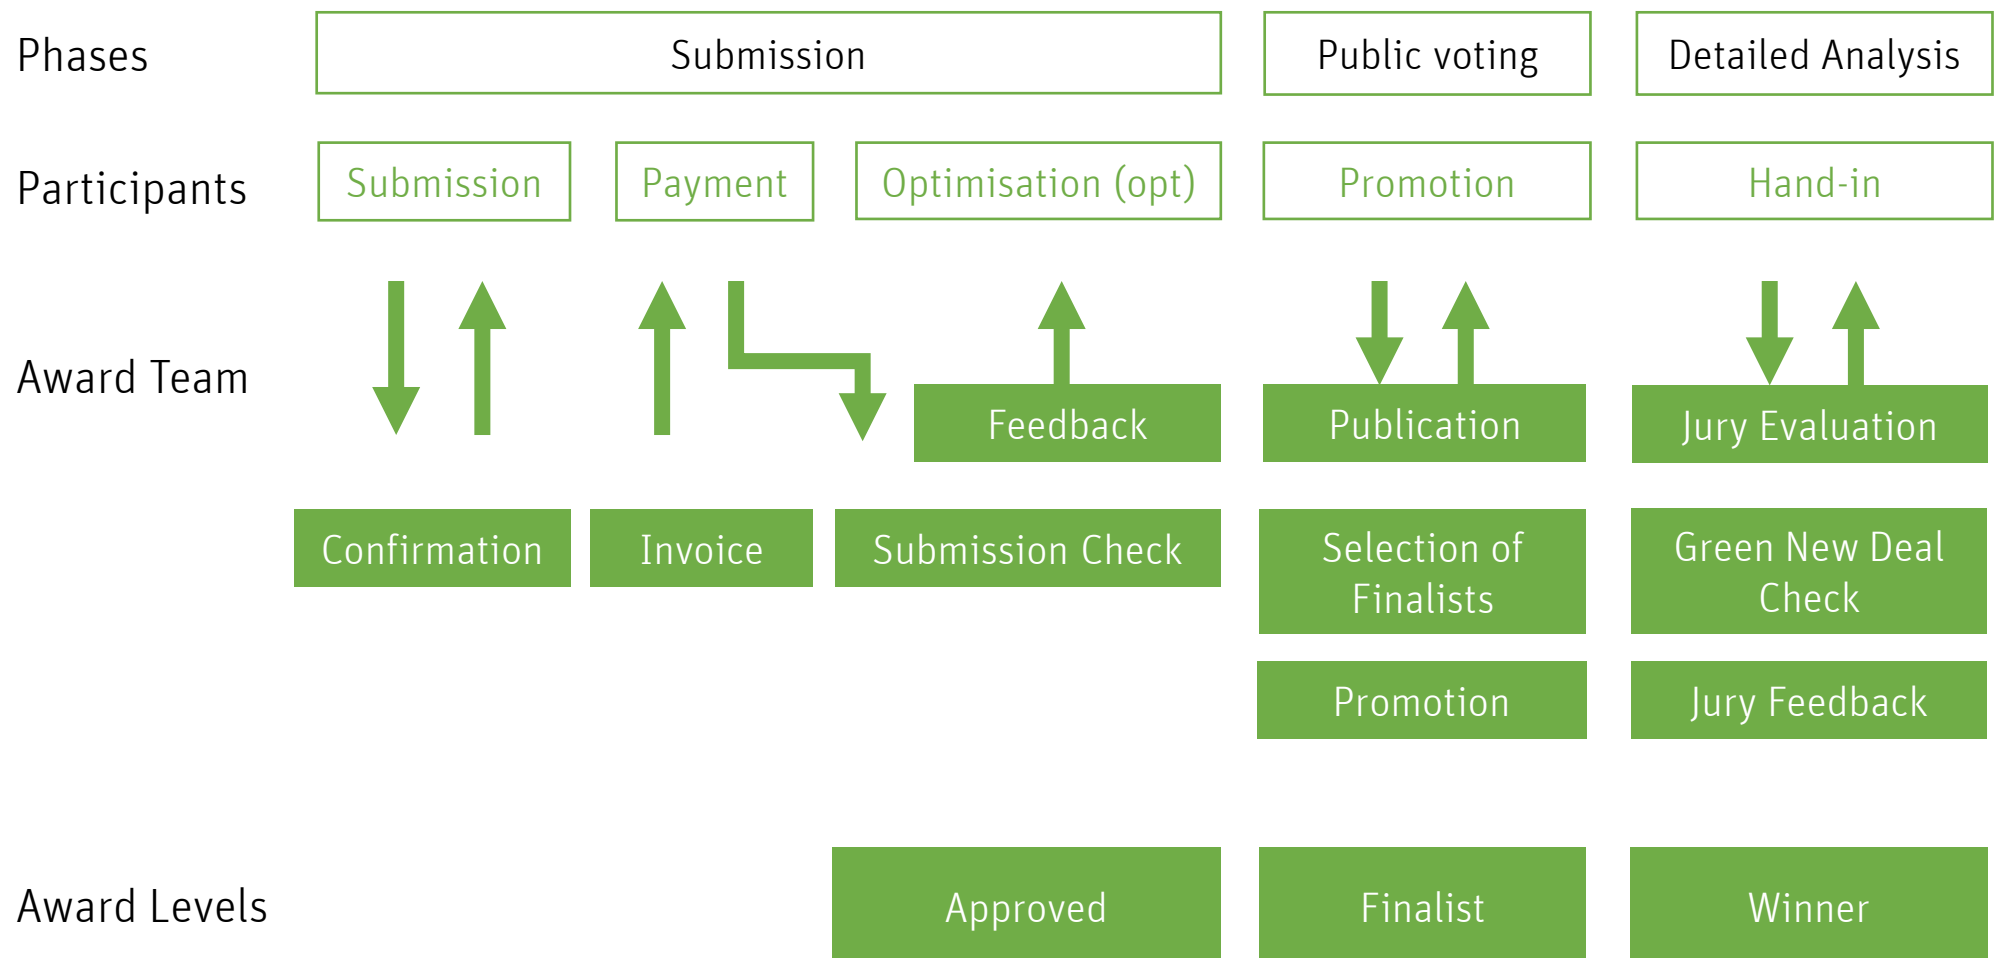 Phases
Submission
Public voting
Detailed Analysis
Participants
Submission
Payment
Optimisation (opt)
Promotion
Hand-in
Award Team
Feedback
Publication
Jury Evaluation
Confirmation
Invoice
Submission Check
Selection of
Finalists
Green New Deal
Check
Promotion
Jury Feedback
Award Levels
Approved
Finalist
Winner